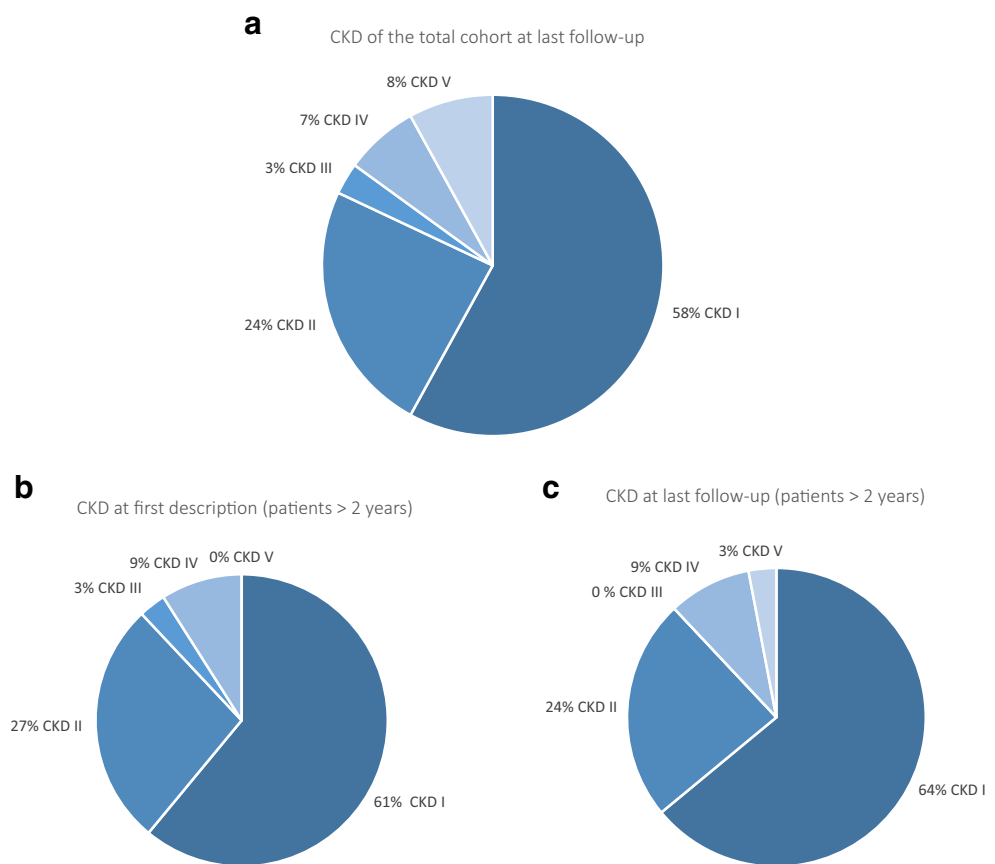 a
CKD of the total cohort at last follow-up
8% CKD V
7% CKD IV
3% CKD III
24% CKD II
58% CKD I
b
CKD at first description (patients > 2 years)
0% CKD V
9% CKD IV
3% CKD III
27% CKD II
61% CKD I
c
CKD at last follow-up (patients > 2 years)
3% CKD V
9% CKD IV
0 % CKD III
24% CKD II
64% CKD I